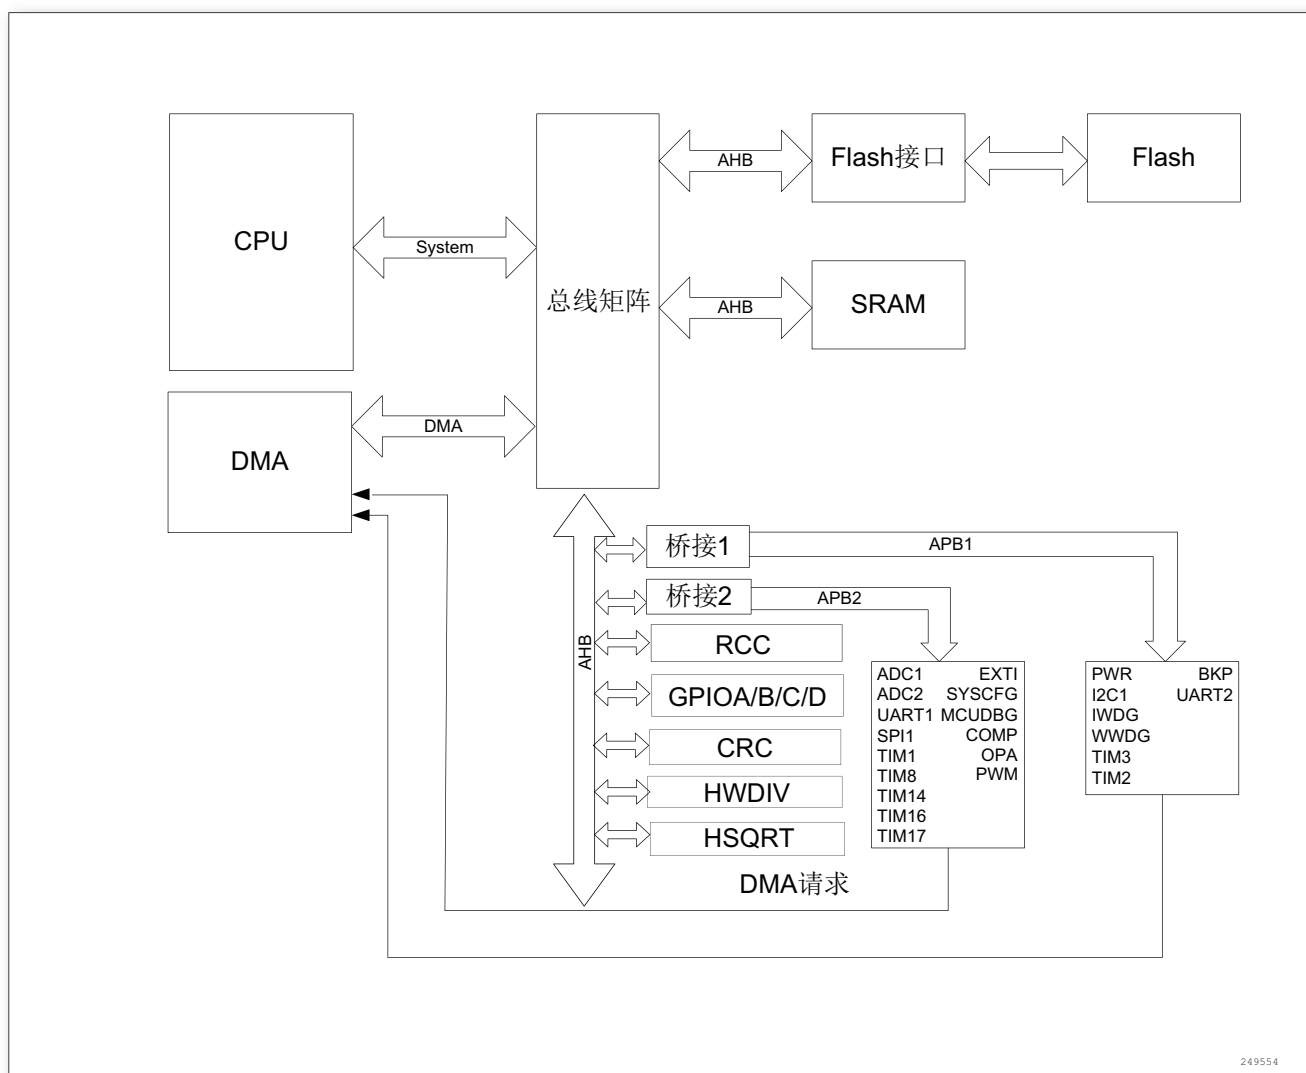 CPU
System
总线矩阵
AHB
Flash接口
Flash
AHB
SRAM
DMA
DMA
AHB
桥接1
APB1
桥接2
APB2
RCC
GPIOA/B/C/D
CRC
HWDIV
HSQRT
ADC1 EXTI
ADC2 SYSCFG
UART1 MCUDBG
SPI1 COMP
TIM1 OPA
TIM8 PWM
TIM14
TIM16
TIM17
PWR BKP
I2C1 UART2
IWDG
WWDG
TIM3
TIM2
DMA请求
249554